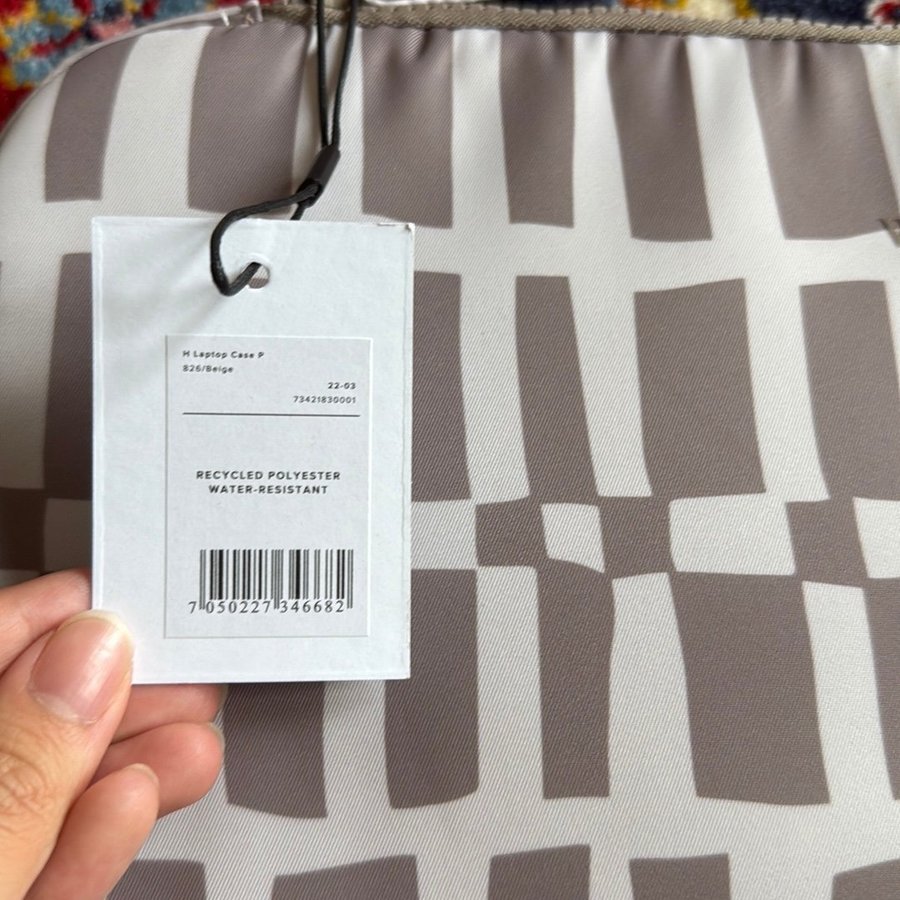 H Laptop Case P
826/Beige
22-03
73421830001
RECYCLED POLYESTER
WATER-RESISTANT
7 050227 346682